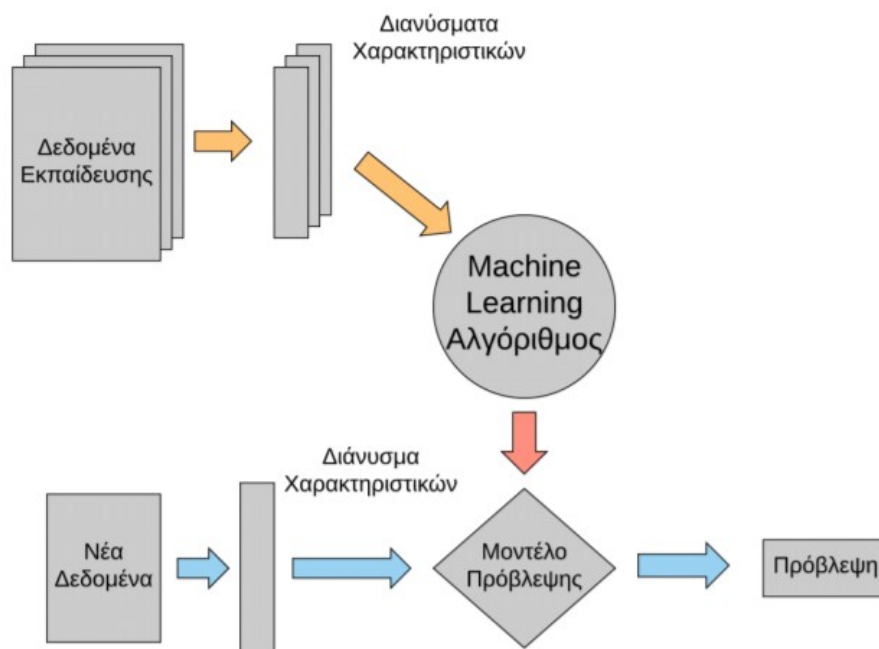 Διανύσματα
Χαρακτηριστικών
Δεδομένα
Εκπαίδευσης
Machine
Learning
Αλγόριθμος
Διάνυσμα
Χαρακτηριστικών
Νέα
Δεδομένα
Μοντέλο
Πρόβλεψης
Πρόβλεψη